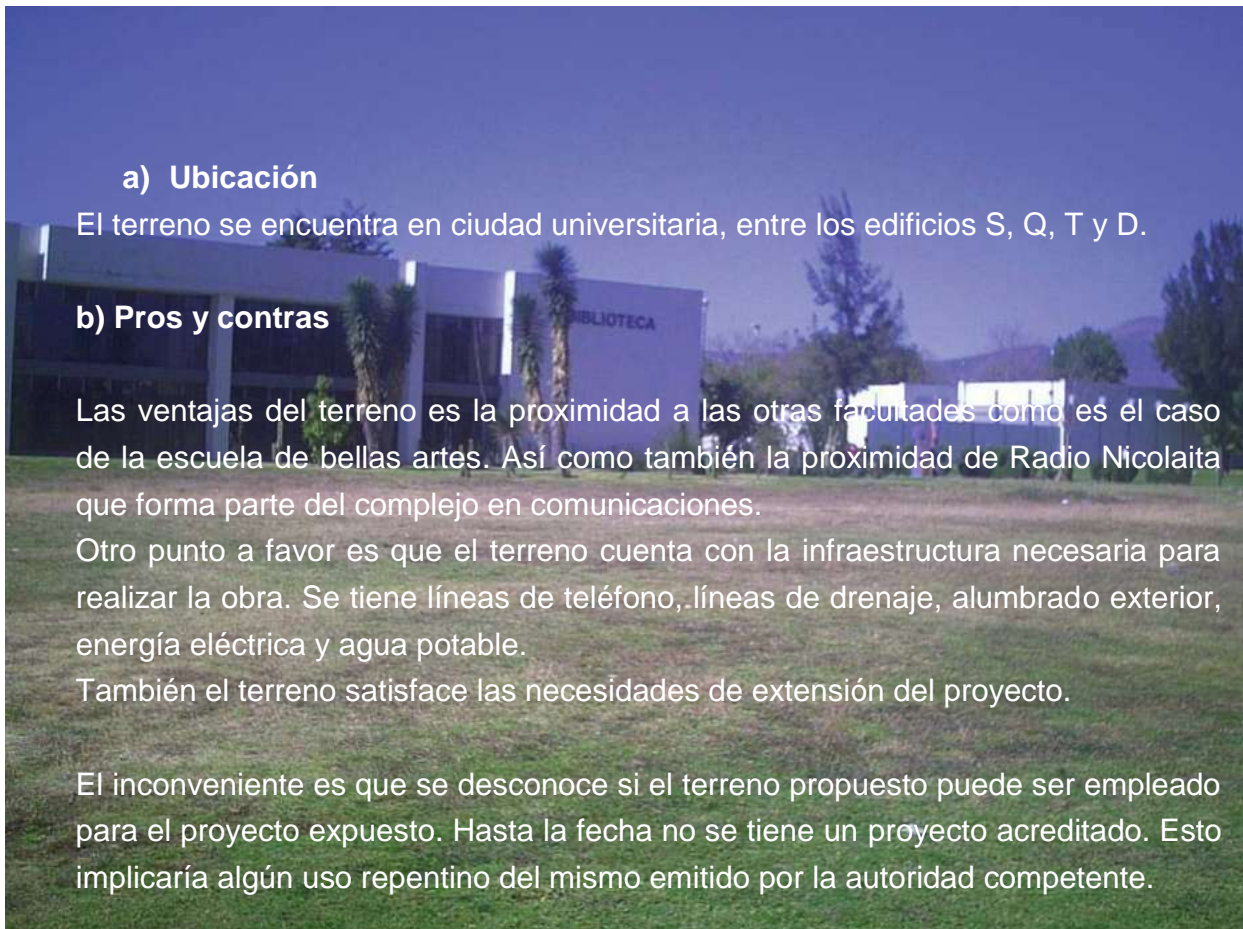 a) Ubicación
El terreno se encuentra en ciudad universitaria, entre los edificios S, Q, T y D.
b) Pros y contras
BIBLIOTECA
Las ventajas del terreno es la proximidad a las otras facultades como es el caso
de la escuela de bellas artes. Así como también la proximidad de Radio Nicolaita
que forma parte del complejo en comunicaciones.
Otro punto a favor es que el terreno cuenta con la infraestructura necesaria para
realizar la obra. Se tiene líneas de teléfono, líneas de drenaje, alumbrado exterior,
energía eléctrica y agua potable.
También el terreno satisface las necesidades de extensión del proyecto.
El inconveniente es que se desconoce si el terreno propuesto puede ser empleado
para el proyecto expuesto. Hasta la fecha no se tiene un proyecto acreditado. Esto
implicaría algún uso repentino del mismo emitido por la autoridad competente.